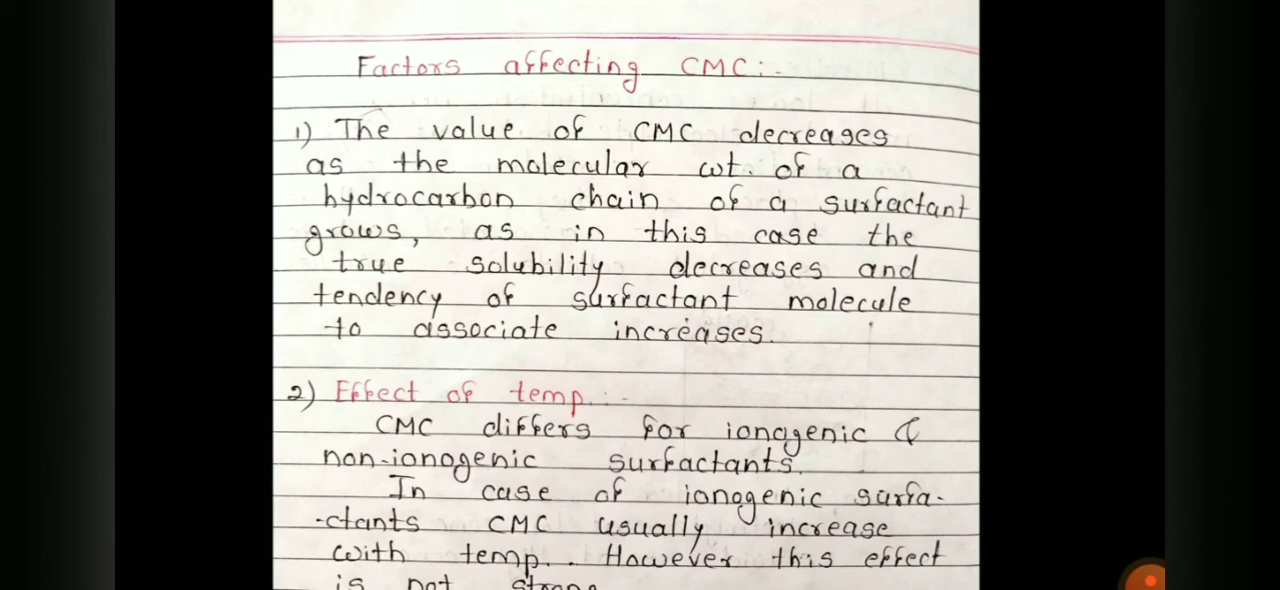 Factors affecting CMC:-
1) The value of CMC decreases
as the molecular wt. of a
hydrocarbon chain of a surfactant
grows, as in this case the
true solubility decreases and
tendency of surfactant molecule
to associate increases.
2) Effect of temp.:-
CMC differs for ionogenic &
non-ionogenic surfactants.
In case of ionogenic surfa-
-ctants CMC usually increase
with temp.. However this effect
is not strong